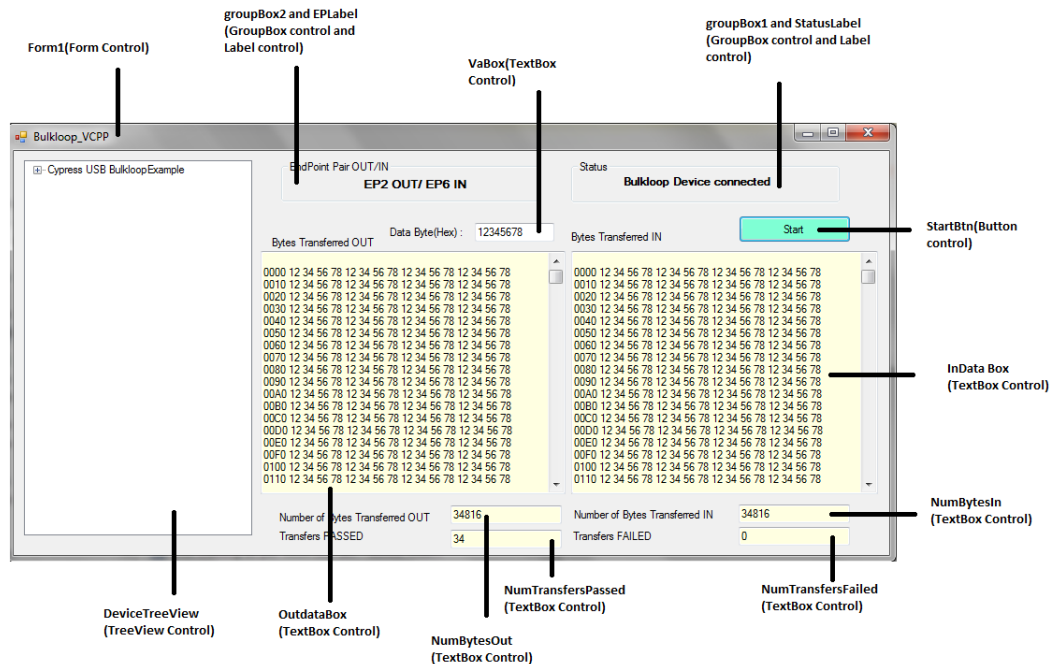 groupBox2 and EPLabel
(GroupBox control and
Label control)
groupBox1 and StatusLabel
(GroupBox control and Label
control)
Form1(Form Control)
VaBox(TextBox
Control)
Bulkloop_VCPP
Cypress USB BulkloopExample
EndPoint Pair OUT/IN
EP2 OUT/ EP6 IN
Status
Bulkloop Device connected
Data Byte(Hex) :
12345678
Start
StartBtn(Button
control)
Bytes Transferred OUT
Bytes Transferred IN
0000 12 34 56 78 12 34 56 78 12 34 56 78 12 34 56 78
0010 12 34 56 78 12 34 56 78 12 34 56 78 12 34 56 78
0020 12 34 56 78 12 34 56 78 12 34 56 78 12 34 56 78
0030 12 34 56 78 12 34 56 78 12 34 56 78 12 34 56 78
0040 12 34 56 78 12 34 56 78 12 34 56 78 12 34 56 78
0050 12 34 56 78 12 34 56 78 12 34 56 78 12 34 56 78
0060 12 34 56 78 12 34 56 78 12 34 56 78 12 34 56 78
0070 12 34 56 78 12 34 56 78 12 34 56 78 12 34 56 78
0080 12 34 56 78 12 34 56 78 12 34 56 78 12 34 56 78
0090 12 34 56 78 12 34 56 78 12 34 56 78 12 34 56 78
00A0 12 34 56 78 12 34 56 78 12 34 56 78 12 34 56 78
00B0 12 34 56 78 12 34 56 78 12 34 56 78 12 34 56 78
00C0 12 34 56 78 12 34 56 78 12 34 56 78 12 34 56 78
00D0 12 34 56 78 12 34 56 78 12 34 56 78 12 34 56 78
00E0 12 34 56 78 12 34 56 78 12 34 56 78 12 34 56 78
00F0 12 34 56 78 12 34 56 78 12 34 56 78 12 34 56 78
0100 12 34 56 78 12 34 56 78 12 34 56 78 12 34 56 78
0110 12 34 56 78 12 34 56 78 12 34 56 78 12 34 56 78
0000 12 34 56 78 12 34 56 78 12 34 56 78 12 34 56 78
0010 12 34 56 78 12 34 56 78 12 34 56 78 12 34 56 78
0020 12 34 56 78 12 34 56 78 12 34 56 78 12 34 56 78
0030 12 34 56 78 12 34 56 78 12 34 56 78 12 34 56 78
0040 12 34 56 78 12 34 56 78 12 34 56 78 12 34 56 78
0050 12 34 56 78 12 34 56 78 12 34 56 78 12 34 56 78
0060 12 34 56 78 12 34 56 78 12 34 56 78 12 34 56 78
0070 12 34 56 78 12 34 56 78 12 34 56 78 12 34 56 78
0080 12 34 56 78 12 34 56 78 12 34 56 78 12 34 56 78
0090 12 34 56 78 12 34 56 78 12 34 56 78 12 34 56 78
00A0 12 34 56 78 12 34 56 78 12 34 56 78 12 34 56 78
00B0 12 34 56 78 12 34 56 78 12 34 56 78 12 34 56 78
00C0 12 34 56 78 12 34 56 78 12 34 56 78 12 34 56 78
00D0 12 34 56 78 12 34 56 78 12 34 56 78 12 34 56 78
00E0 12 34 56 78 12 34 56 78 12 34 56 78 12 34 56 78
00F0 12 34 56 78 12 34 56 78 12 34 56 78 12 34 56 78
0100 12 34 56 78 12 34 56 78 12 34 56 78 12 34 56 78
0110 12 34 56 78 12 34 56 78 12 34 56 78 12 34 56 78
InData Box
(TextBox Control)
Number of Bytes Transferred OUT
34816
Number of Bytes Transferred IN
34816
NumBytesIn
(TextBox Control)
Transfers PASSED
34
Transfers FAILED
0
NumTransfersPassed
(TextBox Control)
NumTransfersFailed
(TextBox Control)
DeviceTreeView
(TreeView Control)
OutdataBox
(TextBox Control)
NumBytesOut
(TextBox Control)